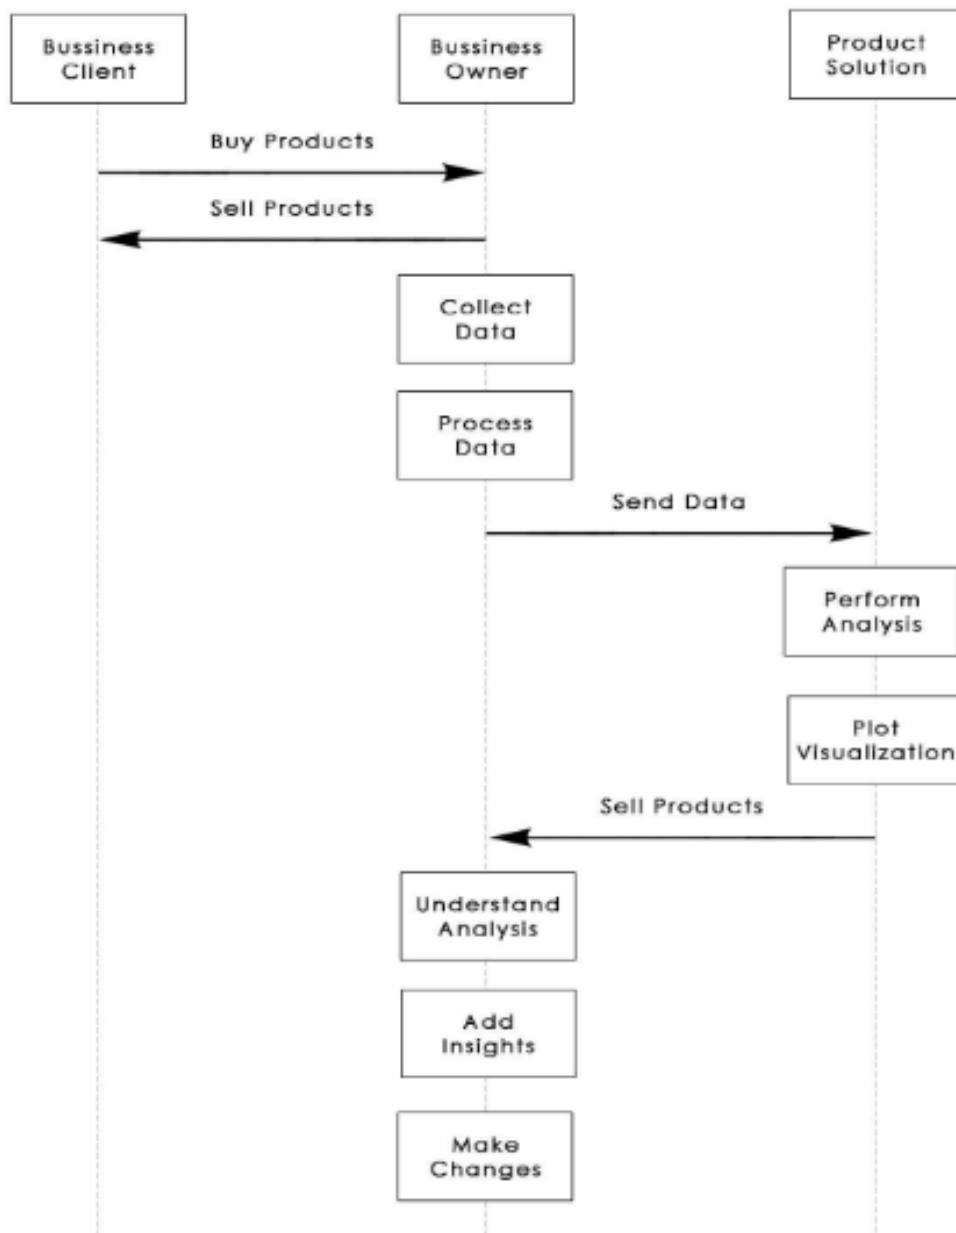 Bussiness
Client
Bussiness
Owner
Product
Solution
Buy Products
Sell Products
Collect
Data
Process
Data
Send Data
Perform
Analysis
Plot
Visualization
Sell Products
Understand
Analysis
Add
Insights
Make
Changes